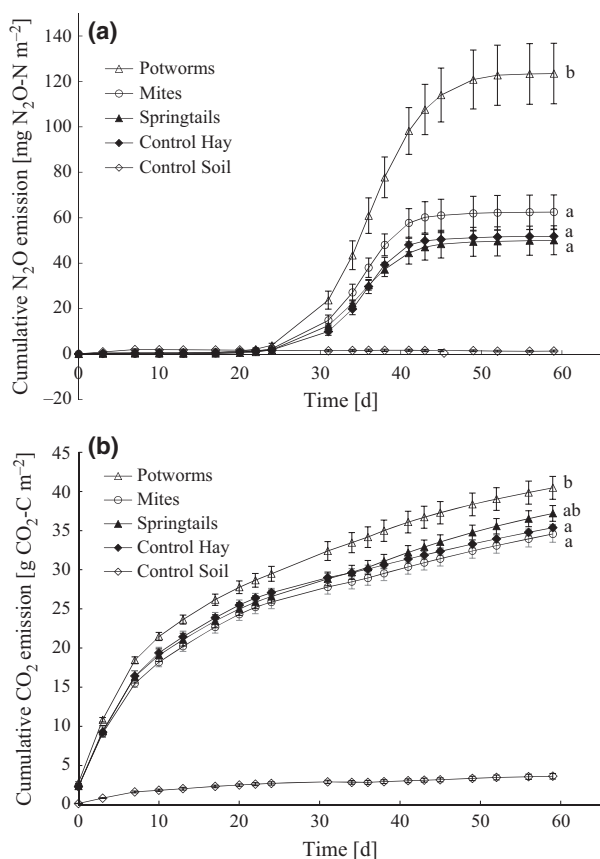 (a)
Potworms
Mites
Springtails
Control Hay
Control Soil
Cumulative N₂O emission [mg N₂O-N m⁻²]
140
120
100
80
60
40
20
0
−20
b
a
a
a
0 10 20 30 40 50 60
Time [d]
(b)
Potworms
Mites
Springtails
Control Hay
Control Soil
Cumulative CO₂ emission [g CO₂-C m⁻²]
45
40
35
30
25
20
15
10
5
0
b
ab
a
a
0 10 20 30 40 50 60
Time [d]